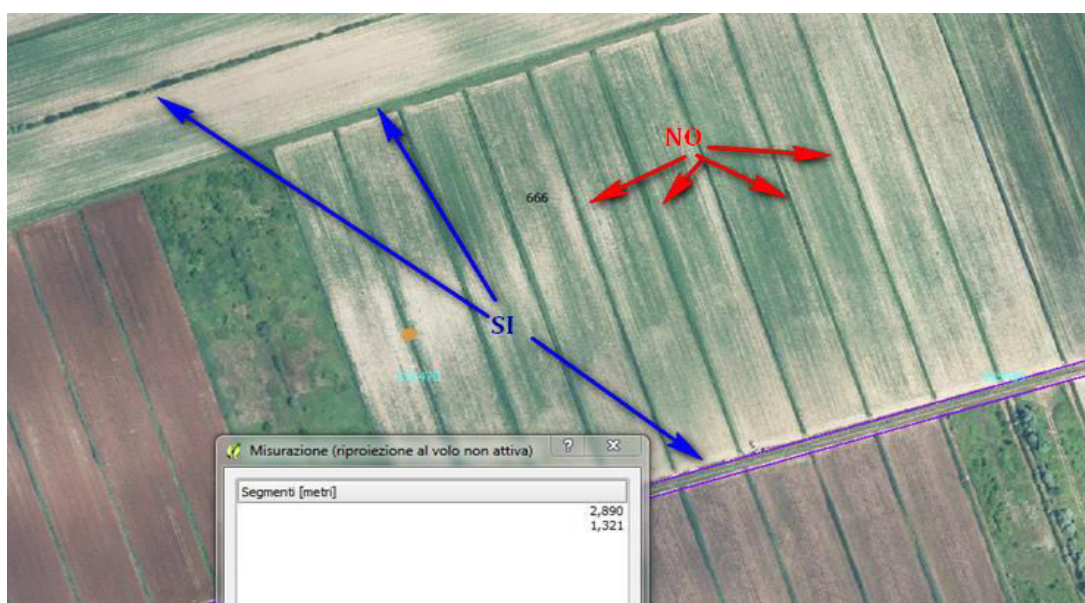 NO
666
SI
Misurazione (riproiezione al volo non attiva)
?
Segmenti [metri]
2,890
1,321